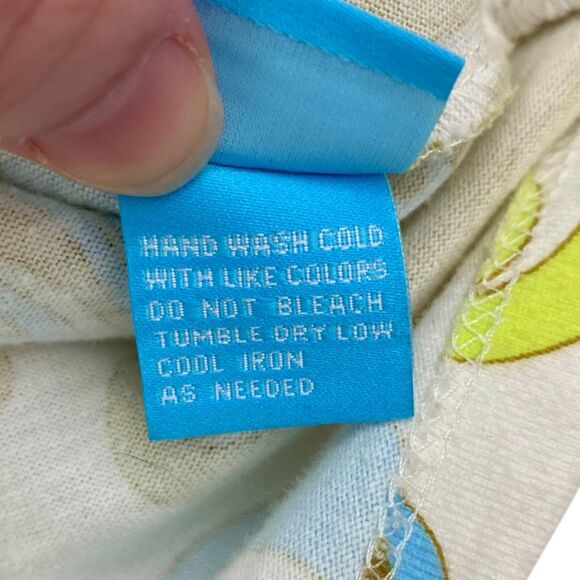 HAND WASH COLD
WITH LIKE COLORS
DO NOT BLEACH
TUMBLE DRY LOW
COOL IRON
AS NEEDED